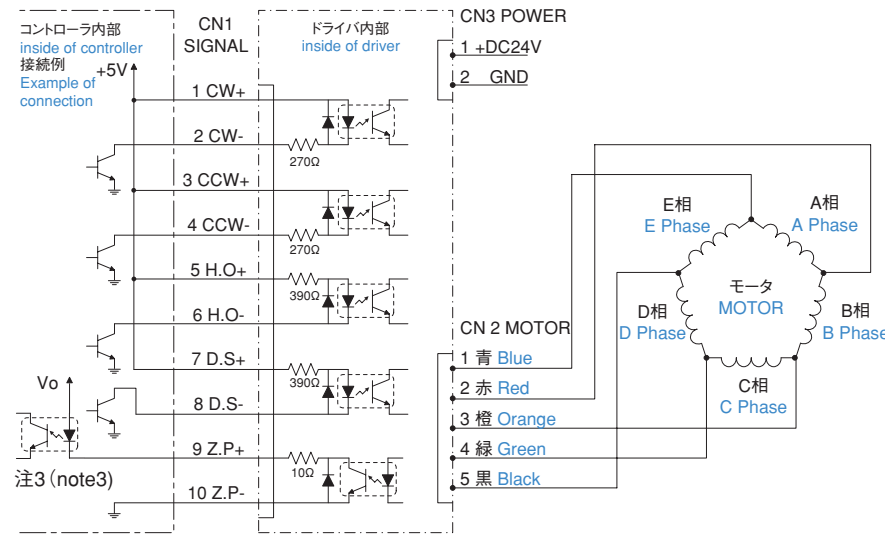 コントローラ内部
inside of controller
接続例
Example of
connection
+5V
CN1
SIGNAL
ドライバ内部
inside of driver
CN3 POWER
1 +DC24V
2 GND
1 CW+
2 CW-
270Ω
3 CCW+
4 CCW-
270Ω
5 H.O+
390Ω
6 H.O-
7 D.S+
390Ω
8 D.S-
Vo
9 Z.P+
10Ω
10 Z.P-
注3(note3)
CN 2 MOTOR
1 青 Blue
2 赤 Red
3 橙 Orange
4 緑 Green
5 黒 Black
E相
E Phase
A相
A Phase
モータ
MOTOR
D相
D Phase
B相
B Phase
C相
C Phase